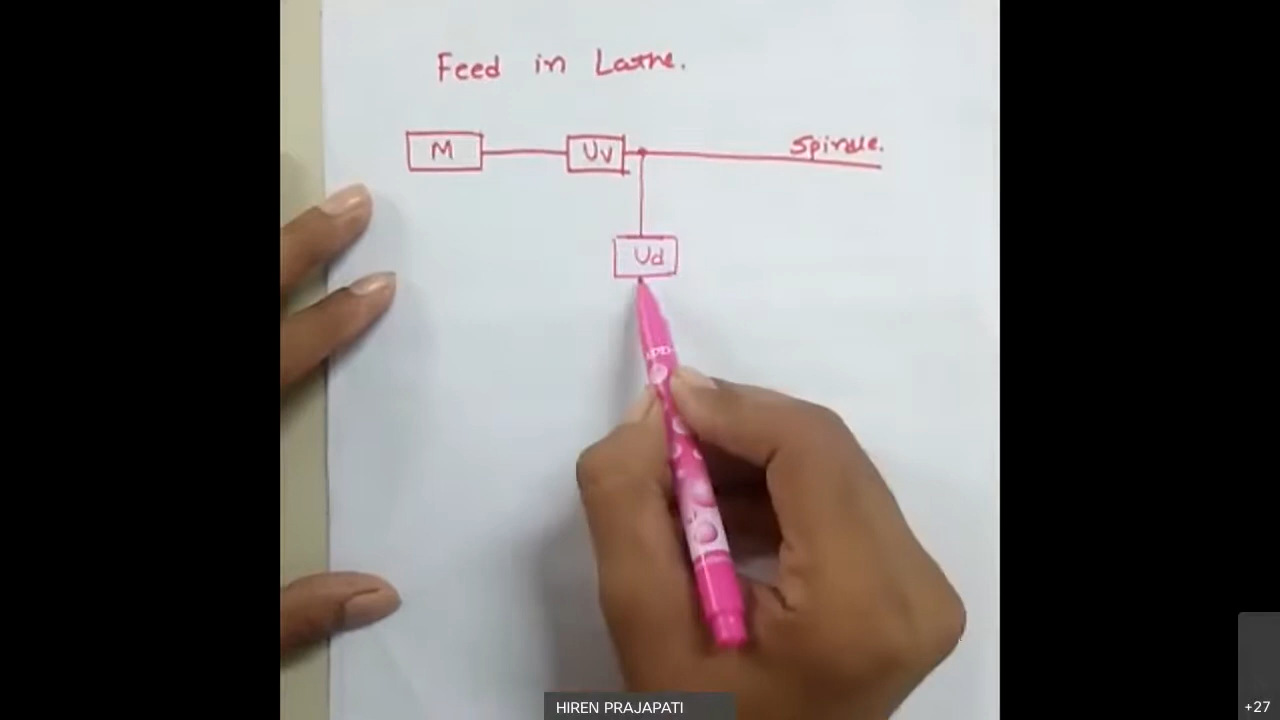 Feed in Lathe.
M
Uv
Spindle.
Ud
HIREN PRAJAPATI
+27